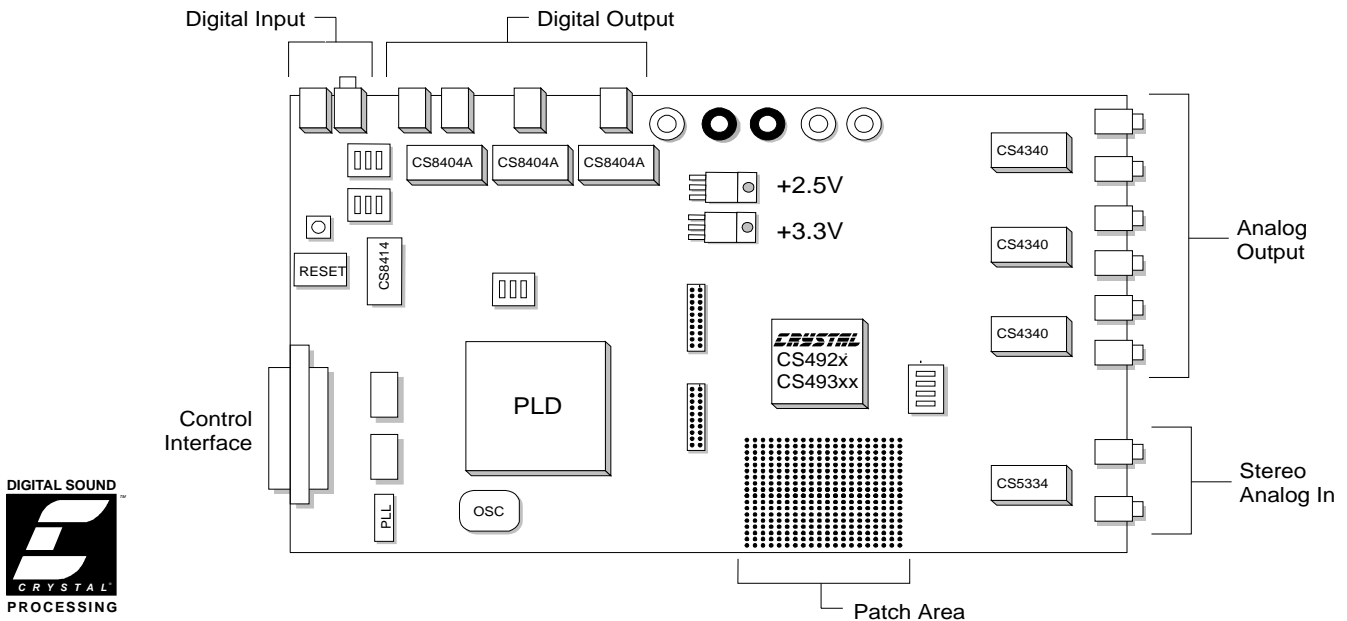 Digital Input
Digital Output
CS8404A
CS8404A
CS8404A
CS4340
+2.5V
+3.3V
CS8414
RESET
CS4340
Analog
Output
CS4340
CRYSTAL
CS492x
CS493xx
PLD
Control
Interface
CS5334
Stereo
Analog In
PLL
OSC
Patch Area
DIGITAL SOUND
™
CRYSTAL®
PROCESSING